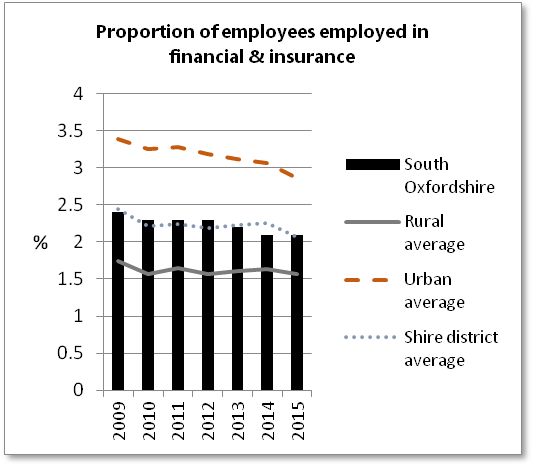 Proportion of employees employed in
financial & insurance
4
3.5
3
2.5
2
1.5
1
0.5
0
%
2009
2010
2011
2012
2013
2014
2015
South
Oxfordshire
Rural
average
Urban
average
Shire district
average